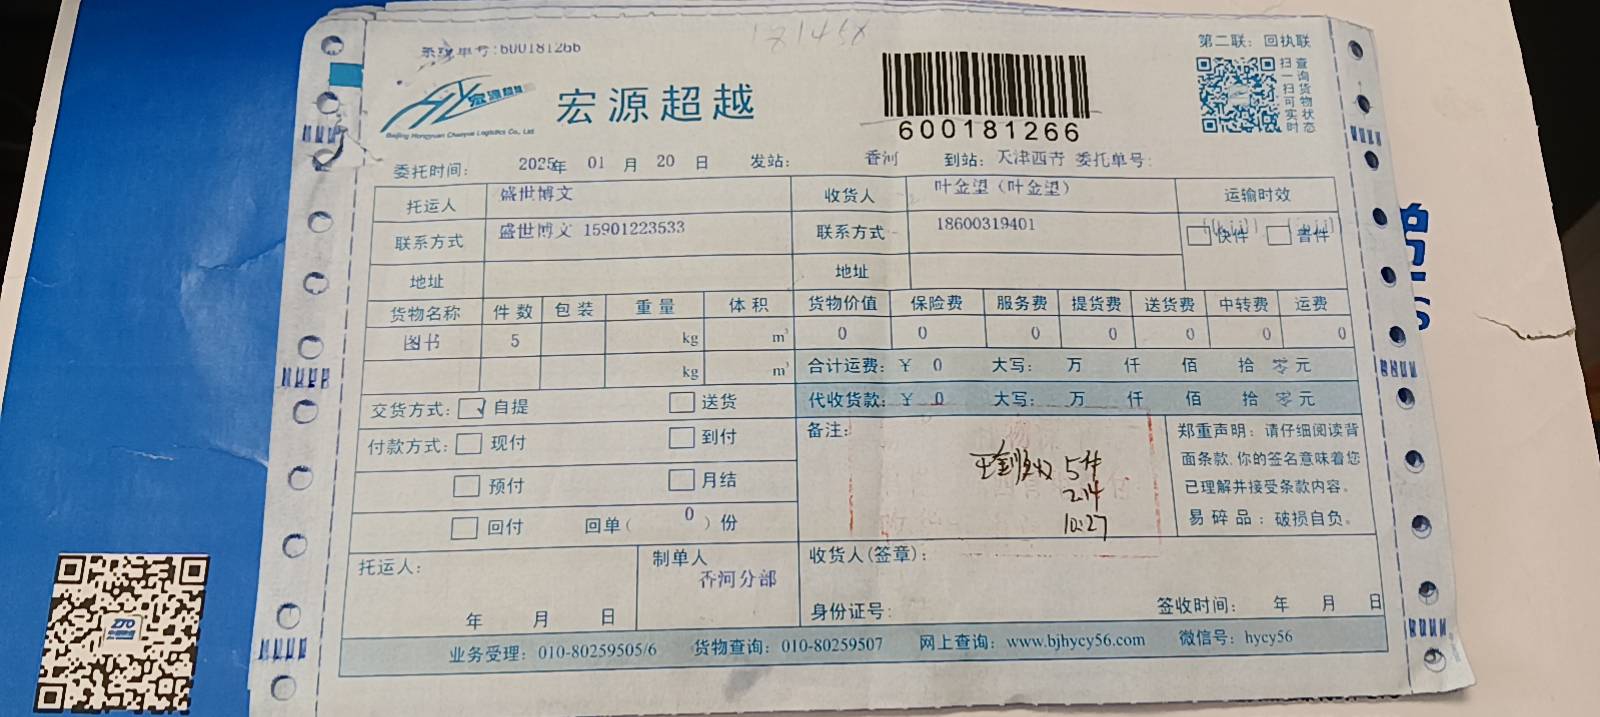 系统单号:600181266
第二联: 回执联
扫一扫可实时
查询货物状态
宏源超越
Beijing Hongyuan Chaoyue Logistics Co., Ltd
宏源超越
600181266
委托时间: 2025年 01 月 20 日 发站: 香河 到站: 天津西青 委托单号:
托运人 盛世博文 收货人 叶金望（叶金望） 运输时效
联系方式 盛世博文 15901223533 联系方式 18600319401 快件 普件
地址 地址
货物名称 件数 包装 重量 体积 货物价值 保险费 服务费 提货费 送货费 中转费 运费
图书 5 kg m³ 0 0 0 0 0 0 0
kg m³ 合计运费: ￥ 0 大写: 万 仟 佰 拾 零 元
代收货款: ￥ 0 大写: 万 仟 佰 拾 零 元
交货方式: 自提 送货
付款方式: 现付 到付
预付 月结
回付 回单( 0 ) 份
备注:
5件
2.14
10:27
郑重声明: 请仔细阅读背
面条款,你的签名意味着您
已理解并接受条款内容。
易碎品: 破损自负。
托运人:
年 月 日
制单人
香河分部
收货人(签章):
身份证号: 签收时间: 年 月 日
业务受理: 010-80259505/6 货物查询: 010-80259507 网上查询: www.bjhycy56.com 微信号: hycy56
ZTO